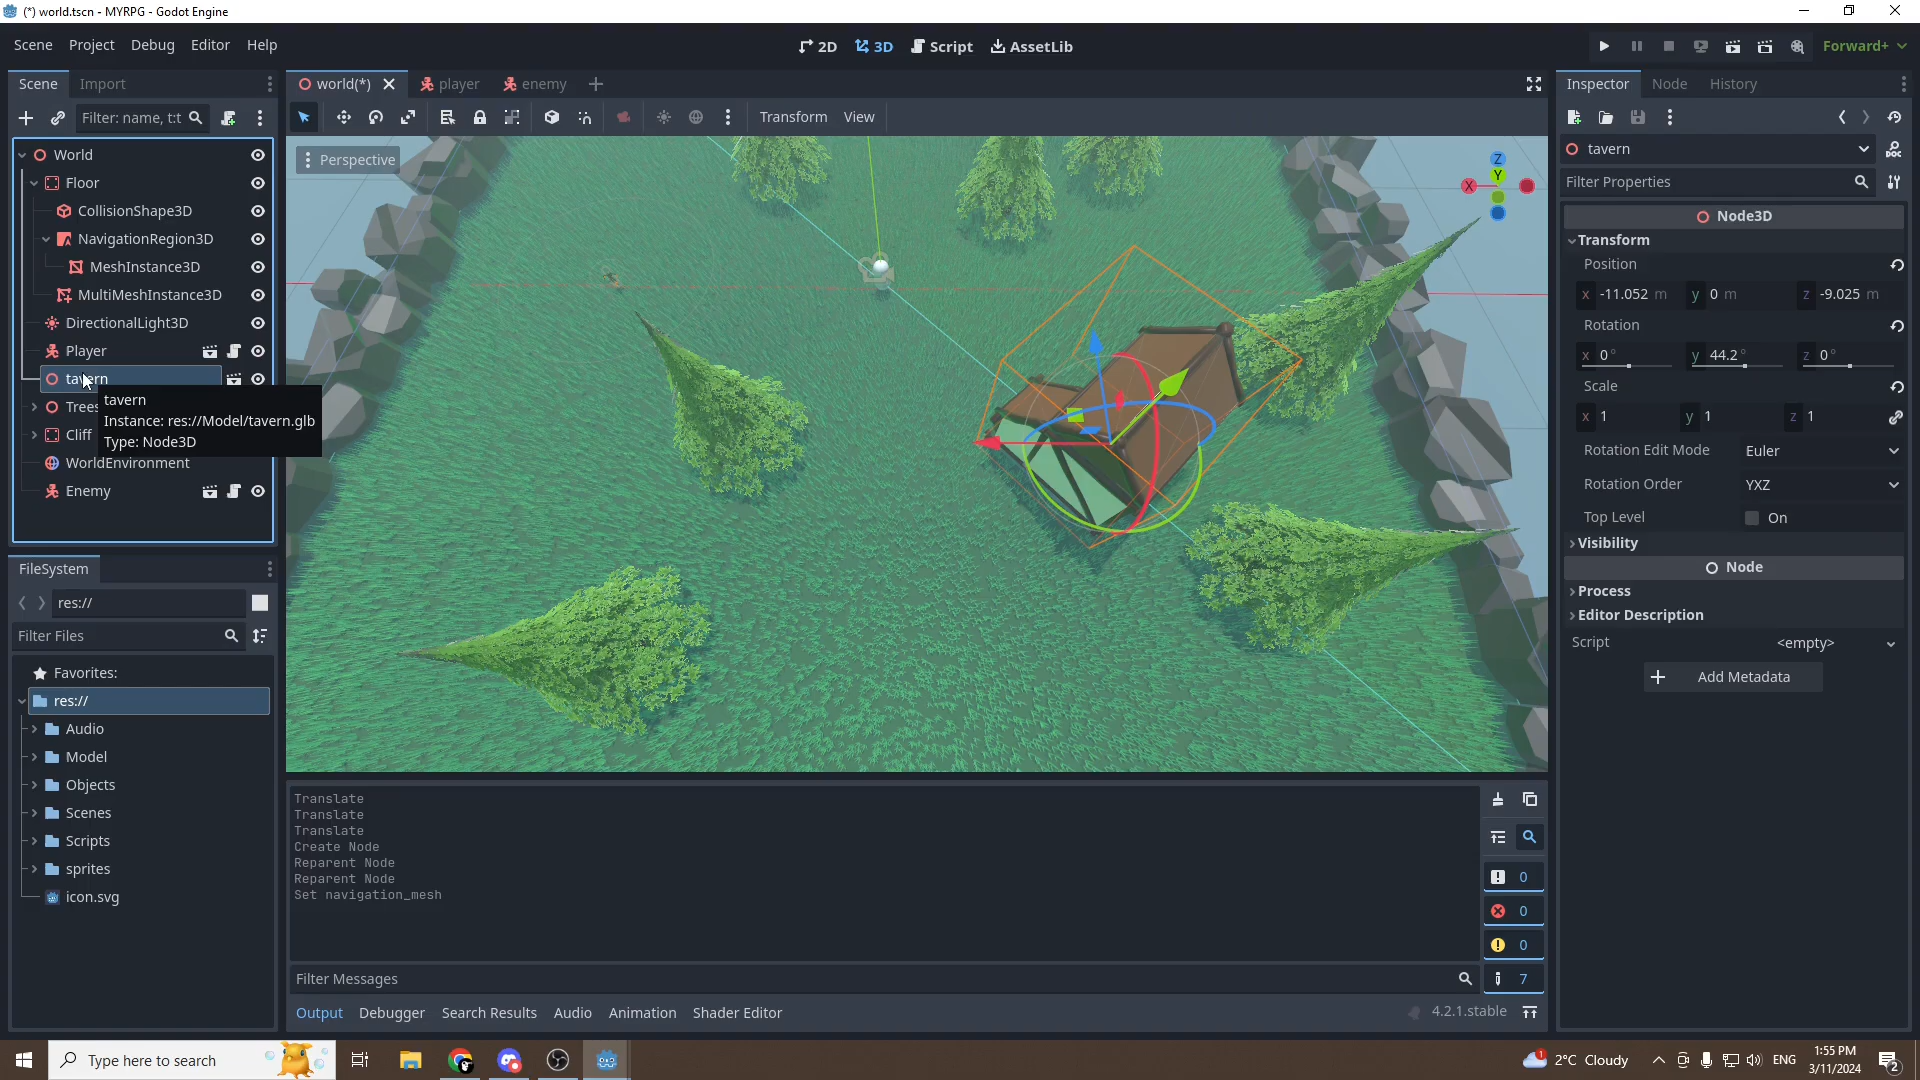 (*) world.tscn - MYRPG - Godot Engine
Scene Project Debug Editor Help
2D 3D Script AssetLib
Forward+
Scene Import
world(*) player enemy
Inspector Node History
Filter: name, t:t
Transform View
Perspective
World
Floor
CollisionShape3D
NavigationRegion3D
MeshInstance3D
MultiMeshInstance3D
DirectionalLight3D
Player
tavern
Trees
Cliff
WorldEnvironment
Enemy
tavern
Instance: res://Model/tavern.glb
Type: Node3D
Z
Y
X
tavern
Filter Properties
Node3D
Transform
Position
x -11.052 m y 0 m z -9.025 m
Rotation
x 0° y 44.2° z 0°
Scale
x 1 y 1 z 1
Rotation Edit Mode Euler
Rotation Order YXZ
Top Level On
Visibility
Node
Process
Editor Description
Script <empty>
Add Metadata
FileSystem
res://
Filter Files
Favorites:
res://
Audio
Model
Objects
Scenes
Scripts
sprites
icon.svg
Translate
Translate
Translate
Create Node
Reparent Node
Reparent Node
Set navigation_mesh
0
0
0
7
Filter Messages
Output Debugger Search Results Audio Animation Shader Editor
4.2.1.stable
Type here to search
1
2°C Cloudy
ENG
1:55 PM
3/11/2024
2